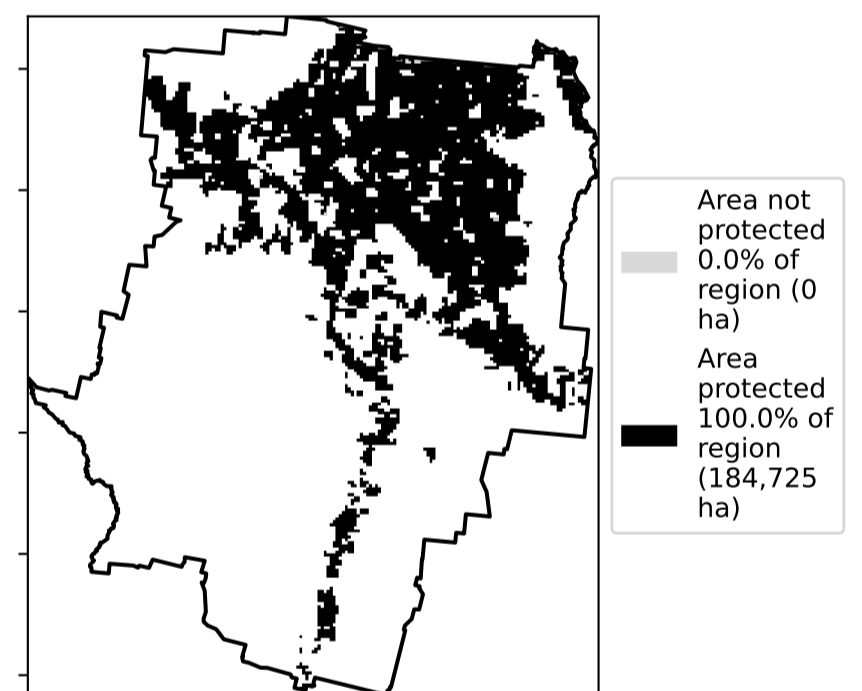 Area not
protected
0.0% of
region (0
ha)
Area
protected
100.0% of
region
(184,725
ha)